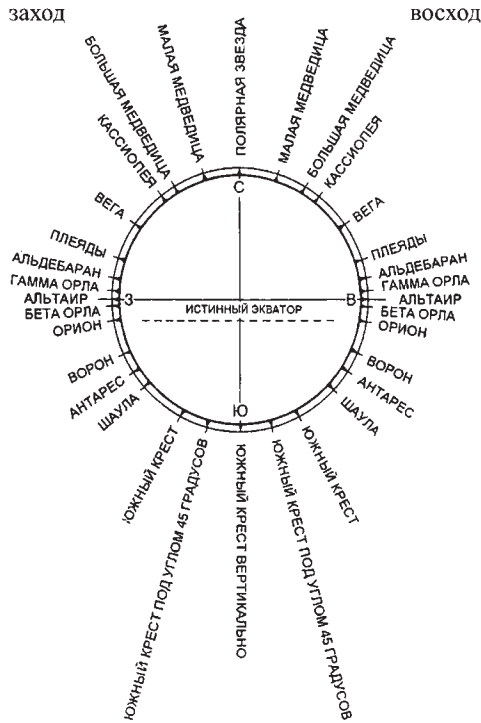 заход
восход
БОЛЬШАЯ МЕДВЕДИЦА
МАЛАЯ МЕДВЕДИЦА
ПОЛЯРНАЯ ЗВЕЗДА
МАЛАЯ МЕДВЕДИЦА
БОЛЬШАЯ МЕДВЕДИЦА
КАССИОПЕЯ
КАССИОПЕЯ
С
ВЕГА
ВЕГА
ПЛЕЯДЫ
ПЛЕЯДЫ
АЛЬДЕБАРАН
АЛЬДЕБАРАН
ГАММА ОРЛА
ГАММА ОРЛА
АЛЬТАИР
З
В
АЛЬТАИР
БЕТА ОРЛА
ИСТИННЫЙ ЭКВАТОР
БЕТА ОРЛА
ОРИОН
ОРИОН
ВОРОН
ВОРОН
АНТАРЕС
АНТАРЕС
ШАУЛА
ШАУЛА
Ю
ЮЖНЫЙ КРЕСТ
ЮЖНЫЙ КРЕСТ ПОД УГЛОМ 45 ГРАДУСОВ
ЮЖНЫЙ КРЕСТ ВЕРТИКАЛЬНО
ЮЖНЫЙ КРЕСТ ПОД УГЛОМ 45 ГРАДУСОВ
ЮЖНЫЙ КРЕСТ